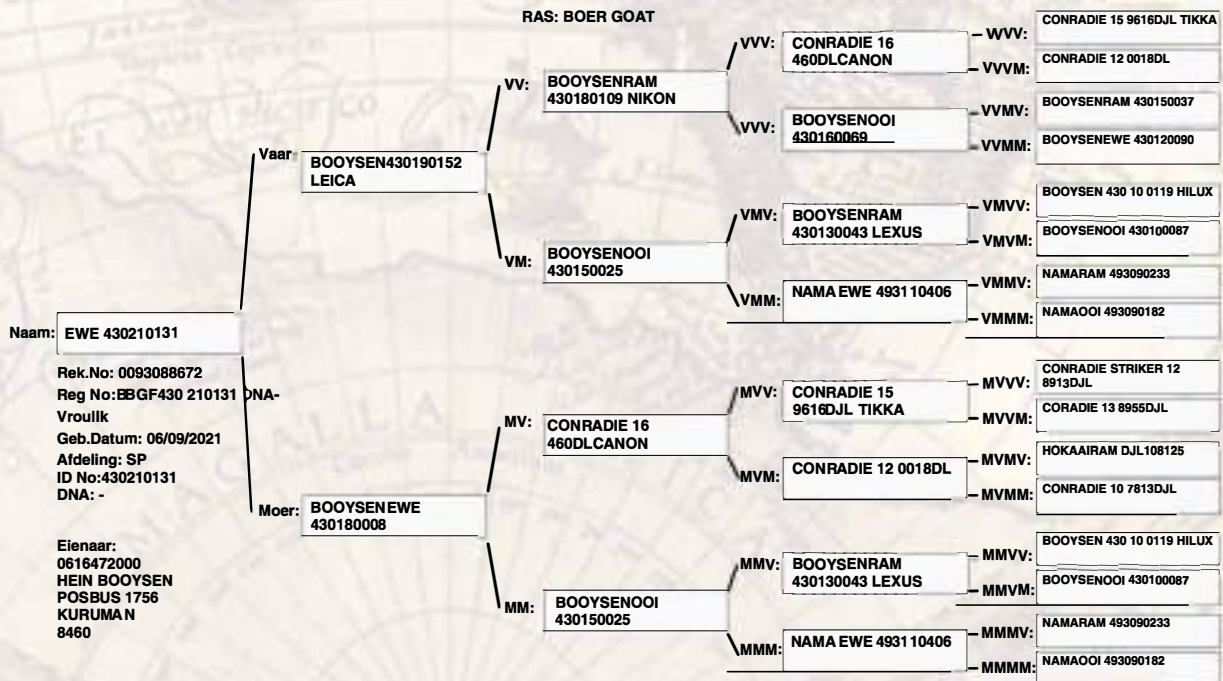 RAS: BOER GOAT
Naam:
EWE 430210131
Rek.No: 0093088672
Reg No:BBGF430 210131 DNA-
Vroulik
Geb.Datum: 06/09/2021
Afdeling: SP
ID No:430210131
DNA: -
Eienaar:
0616472000
HEIN BOOYSEN
POSBUS 1756
KURUMAN
8460
Vaar
BOOYSEN430190152
LEICA
Moer:
BOOYSENEWE
430180008
VV:
BOOYSENRAM
430180109 NIKON
VM:
BOOYSENOOI
430150025
MV:
CONRADIE 16
460DLCANON
MM:
BOOYSENOOI
430150025
VVV:
CONRADIE 16
460DLCANON
VVV:
BOOYSENOOI
430160069
VMV:
BOOYSENRAM
430130043 LEXUS
VMM:
NAMA EWE 493110406
MVV:
CONRADIE 15
9616DJL TIKKA
MVM:
CONRADIE 12 0018DL
MMV:
BOOYSENRAM
430130043 LEXUS
MMM:
NAMA EWE 493110406
VVVV:
CONRADIE 15 9616DJL TIKKA
VVVM:
CONRADIE 12 0018DL
VVMV:
BOOYSENRAM 430150037
VVMM:
BOOYSENEWE 430120090
VMVV:
BOOYSEN 430 10 0119 HILUX
VMVM:
BOOYSENOOI 430100087
VMMV:
NAMARAM 493090233
VMMM:
NAMAOOI 493090182
MVVV:
CONRADIE STRIKER 12
8913DJL
MVVM:
CORADIE 13 8955DJL
MVMV:
HOKAAIRAM DJL108125
MVMM:
CONRADIE 10 7813DJL
MMVV:
BOOYSEN 430 10 0119 HILUX
MMVM:
BOOYSENOOI 430100087
MMMV:
NAMARAM 493090233
MMMM:
NAMAOOI 493090182